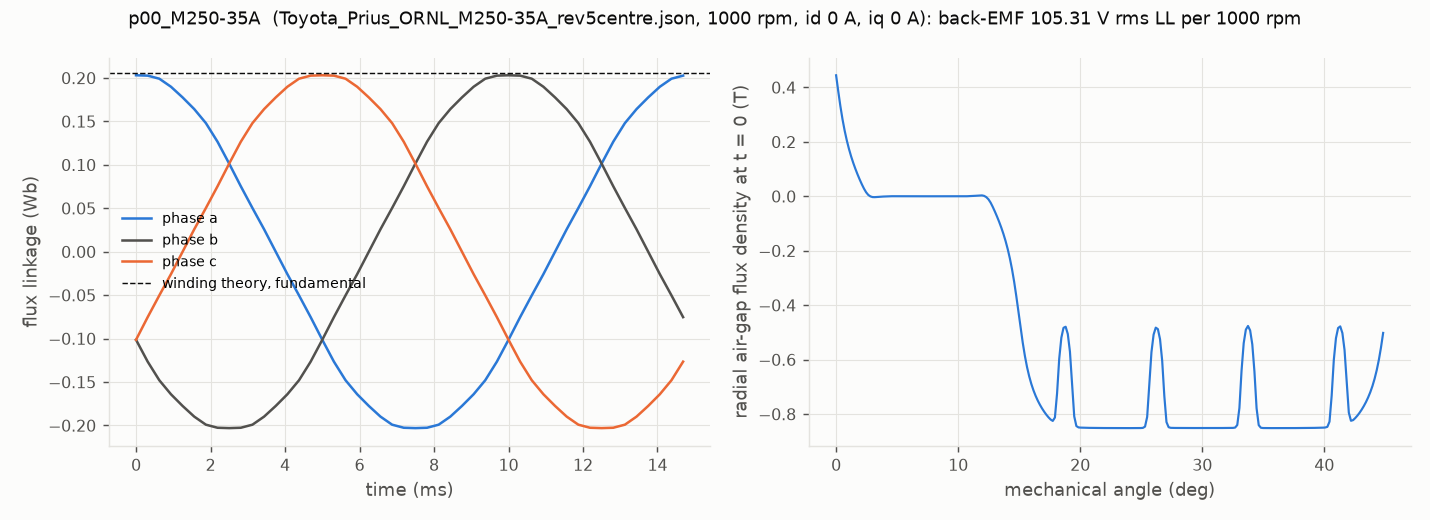 p00_M250-35A  (Toyota_Prius_ORNL_M250-35A_rev5centre.json, 1000 rpm, id 0 A, iq 0 A): back-EMF 105.31 V rms LL per 1000 rpm
flux linkage (Wb)
0.20
0.15
0.10
0.05
0.00
−0.05
−0.10
−0.15
−0.20
phase a
phase b
phase c
winding theory, fundamental
0 2 4 6 8 10 12 14
time (ms)
radial air-gap flux density at t = 0 (T)
0.4
0.2
0.0
−0.2
−0.4
−0.6
−0.8
0 10 20 30 40
mechanical angle (deg)